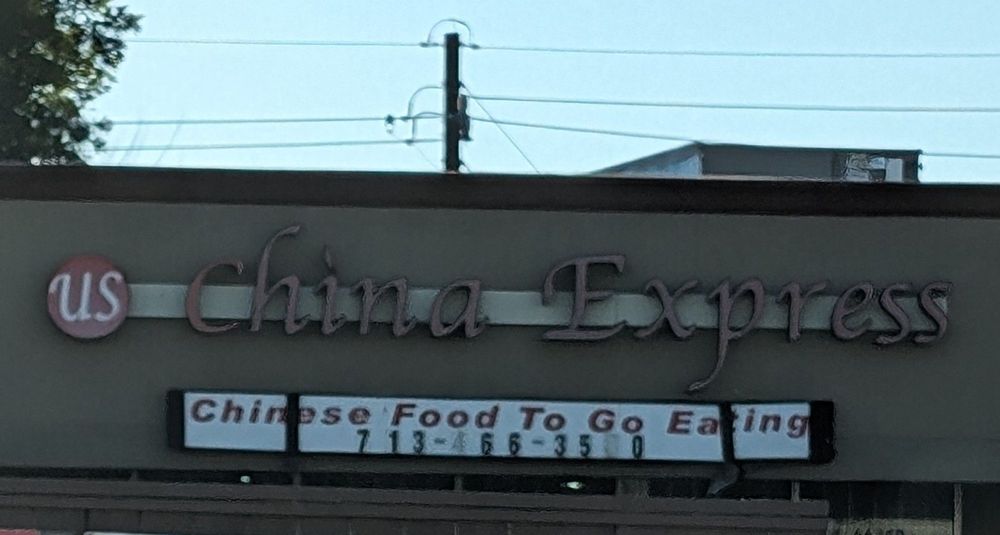 US China Express
Chinese Food To Go Eating